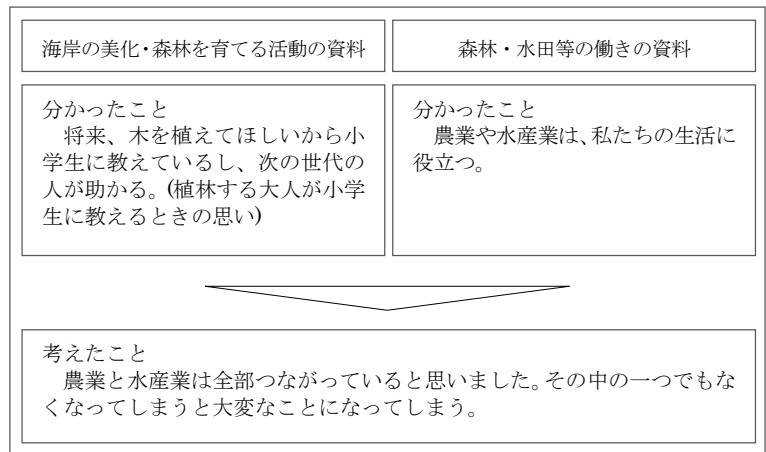 海岸の美化・森林を育てる活動の資料
森林・水田等の働きの資料
分かったこと
　将来、木を植えてほしいから小
学生に教えているし、次の世代の
人が助かる。(植林する大人が小学
生に教えるときの思い)
分かったこと
　農業や水産業は、私たちの生活に
役立つ。
考えたこと
　農業と水産業は全部つながっていると思いました。その中の一つでもな
くなってしまうと大変なことになってしまう。